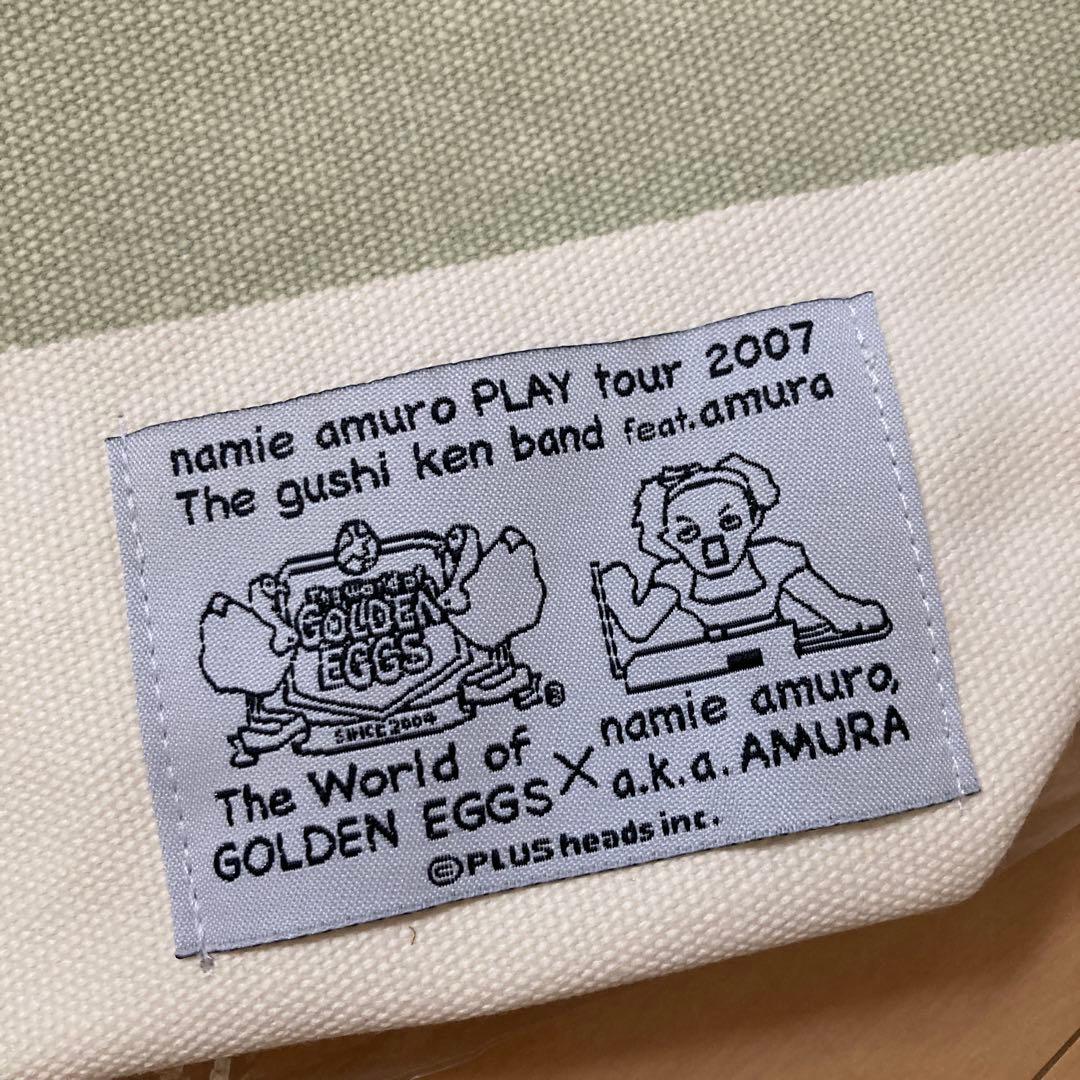 namie amuro PLAY tour 2007
The gushi ken band feat.amura
GOLDEN
EGGS
SINCE 2004
®
The World of
GOLDEN EGGS
×
namie amuro,
a.k.a. AMURA
©PLUS heads inc.